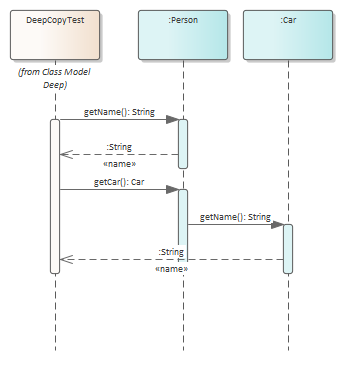 DeepCopyTest
:Person
:Car
(from Class Model
Deep)
getName(): String
:String
«name»
getCar(): Car
getName(): String
:String
«name»